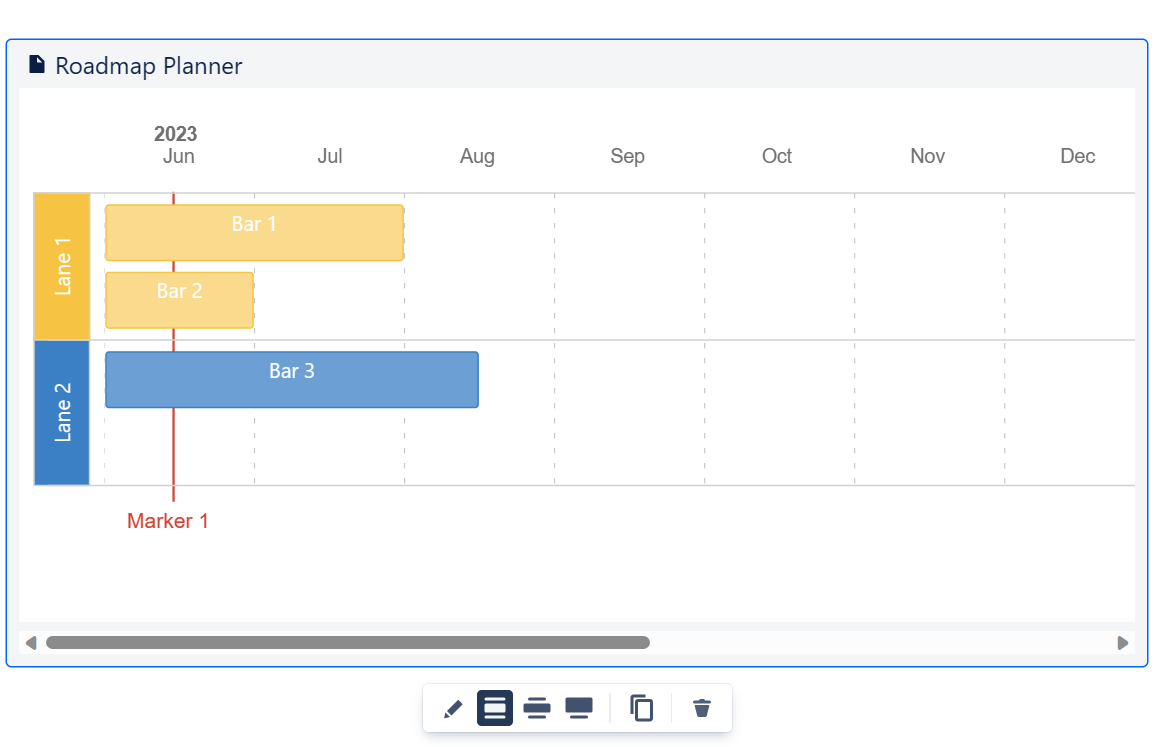 Roadmap Planner
2023
Jun Jul Aug Sep Oct Nov Dec
Lane 1
Bar 1
Bar 2
Lane 2
Bar 3
Marker 1